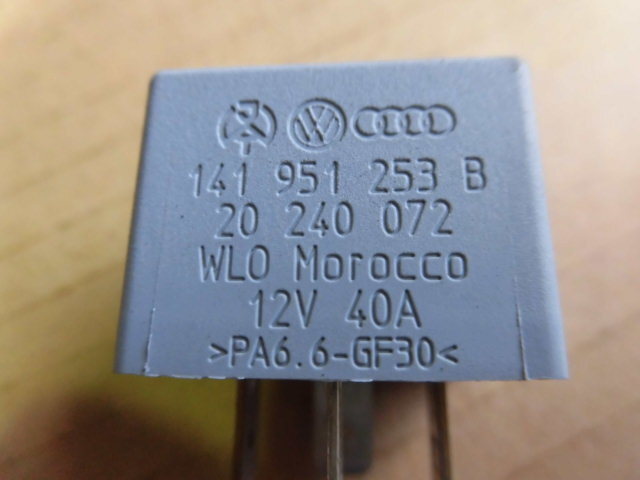 141 951 253 B
20 240 072
WLO Morocco
12V 40A
>PA6.6-GF30<